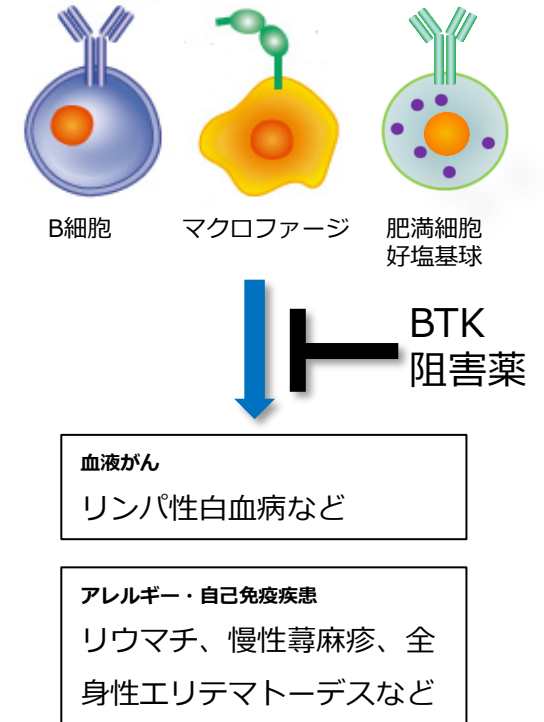 B細胞
マクロファージ
肥満細胞
好塩基球
BTK
阻害薬
血液がん
リンパ性白血病など
アレルギー・自己免疫疾患
リウマチ、慢性蕁麻疹、全
身性エリテマトーデスなど